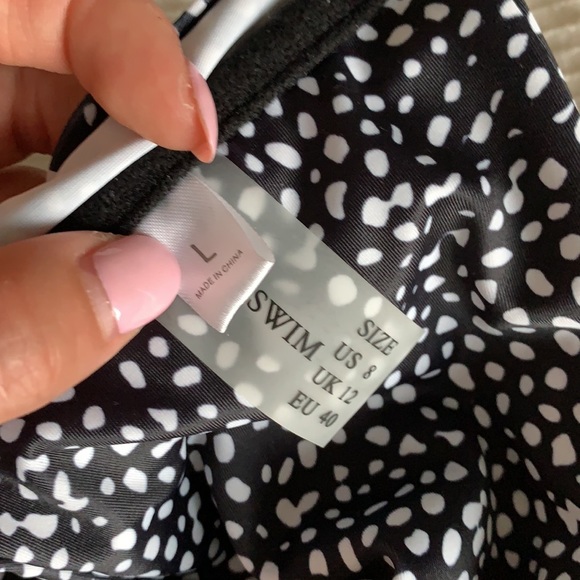 L
MADE IN CHINA
SWIM
SIZE
US 8
UK 12
EU 40